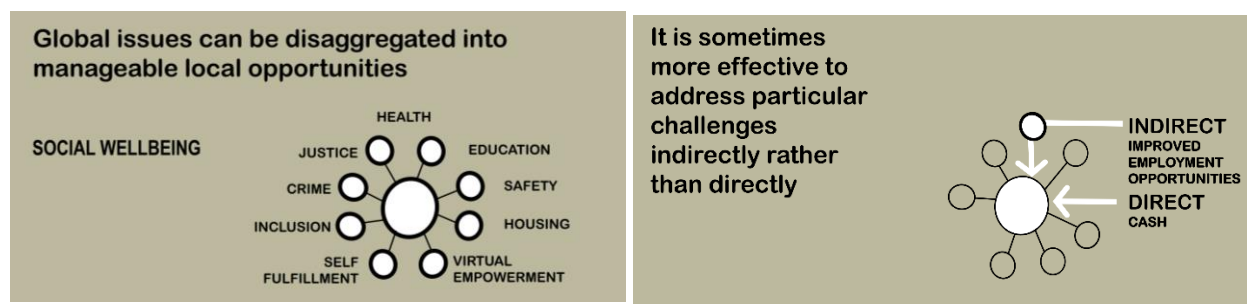 Global issues can be disaggregated into
manageable local opportunities
SOCIAL WELLBEING
HEALTH
JUSTICE
EDUCATION
CRIME
SAFETY
INCLUSION
HOUSING
SELF
FULFILLMENT
VIRTUAL
EMPOWERMENT
It is sometimes
more effective to
address particular
challenges
indirectly rather
than directly
INDIRECT
IMPROVED
EMPLOYMENT
OPPORTUNITIES
DIRECT
CASH